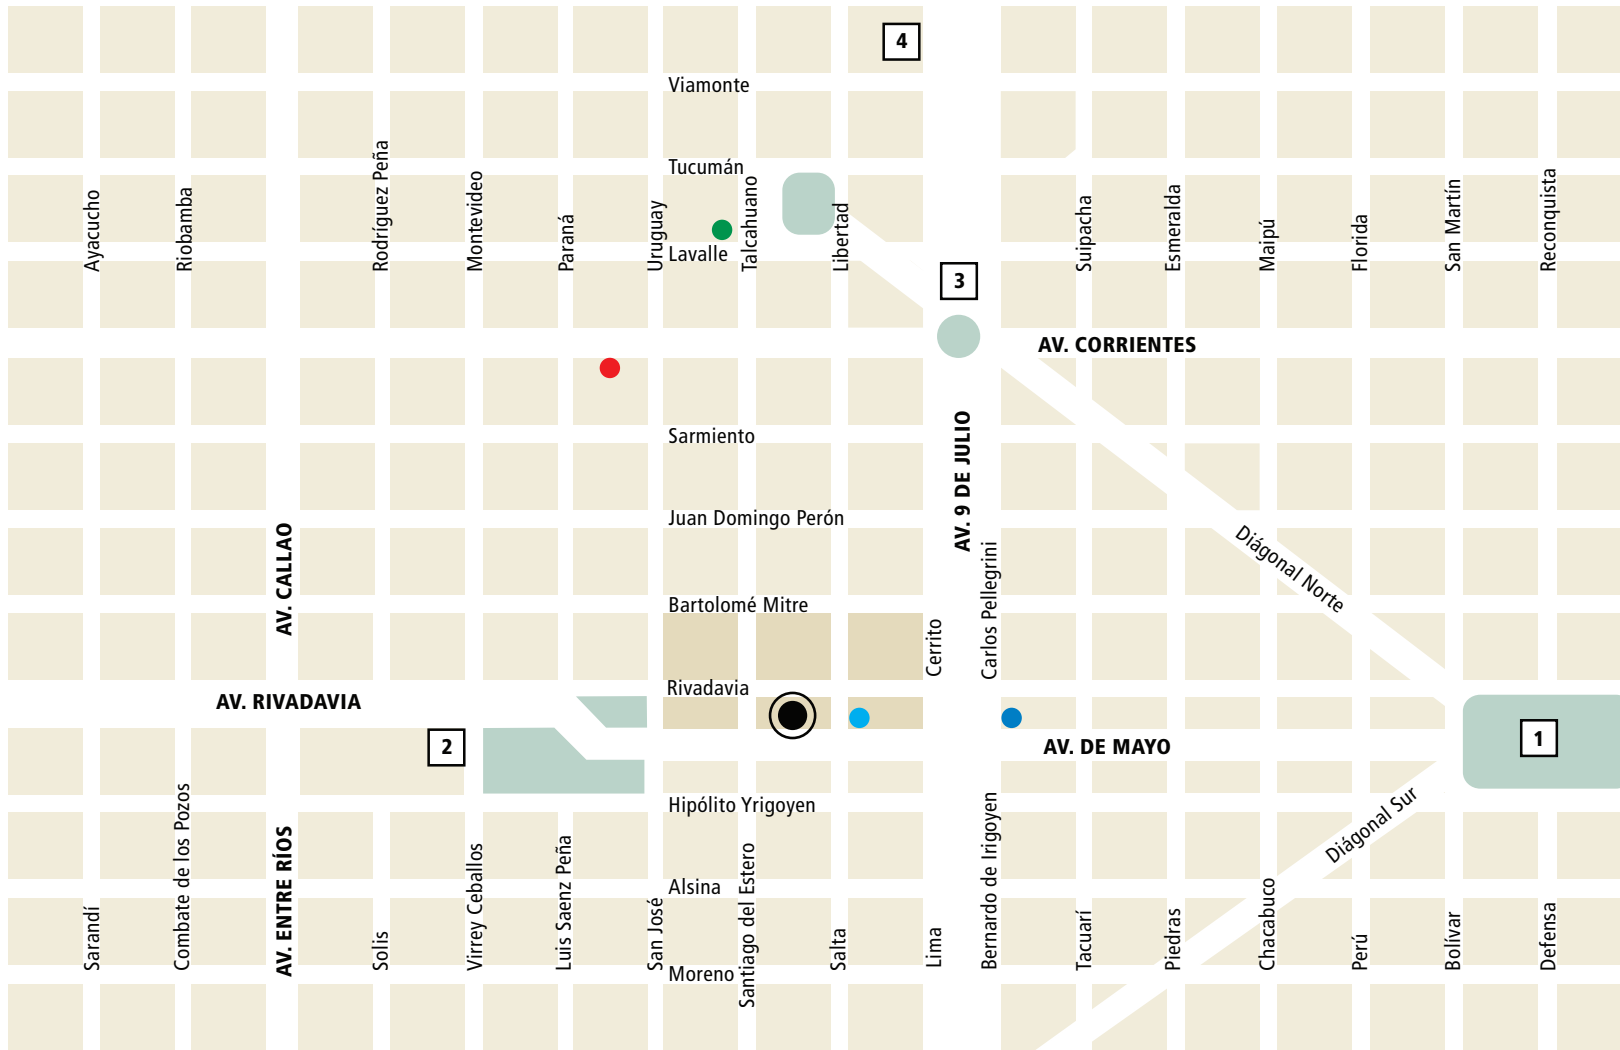 4
Viamonte
Tucumán
Ayacucho
Riobamba
Rodríguez Peña
Montevideo
Paraná
Uruguay
Talcahuano
Libertad
Suipacha
Esmeralda
Maipú
Florida
San Martín
Reconquista
Lavalle
3
AV. CORRIENTES
Sarmiento
AV. 9 DE JULIO
Juan Domingo Perón
Diágonal Norte
AV. CALLAO
Bartolomé Mitre
Cerrito
Carlos Pellegrini
Rivadavia
AV. RIVADAVIA
2
AV. DE MAYO
1
Hipólito Yrigoyen
Diágonal Sur
Alsina
Sarandí
Combate de los Pozos
AV. ENTRE RÍOS
Solis
Virrey Ceballos
Luis Saenz Peña
San José
Santiago del Estero
Salta
Lima
Bernardo de Irigoyen
Tacuarí
Piedras
Chacabuco
Perú
Bolívar
Defensa
Moreno